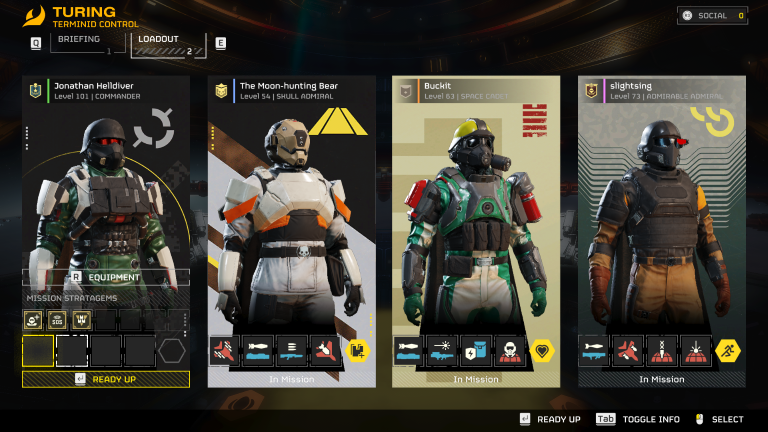 TURING
TERMINID CONTROL
SOCIAL 0
Q
BRIEFING
1
LOADOUT
2
E
Jonathan Helldiver
Level 101 | COMMANDER
The Moon-hunting Bear
Level 54 | SKULL ADMIRAL
Buckit
Level 63 | SPACE CADET
slightsing
Level 73 | ADMIRABLE ADMIRAL
R EQUIPMENT
MISSION STRATAGEMS
SOS
READY UP
In Mission
In Mission
In Mission
READY UP
Tab TOGGLE INFO
SELECT